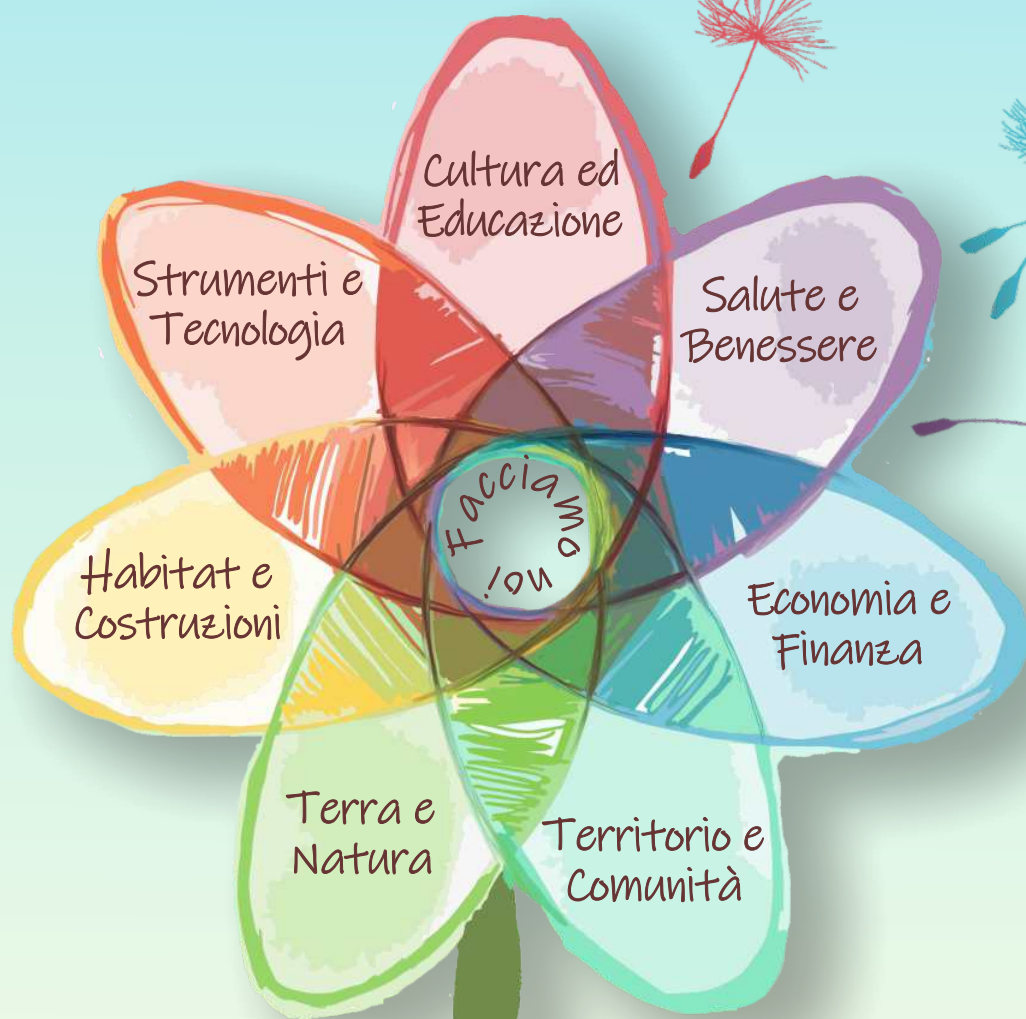 Cultura ed
Educazione
Strumenti e
Tecnologia
Salute e
Benessere
Facciamo
noi
Habitat e
Costruzioni
Economia e
Finanza
Terra e
Natura
Territorio e
Comunità